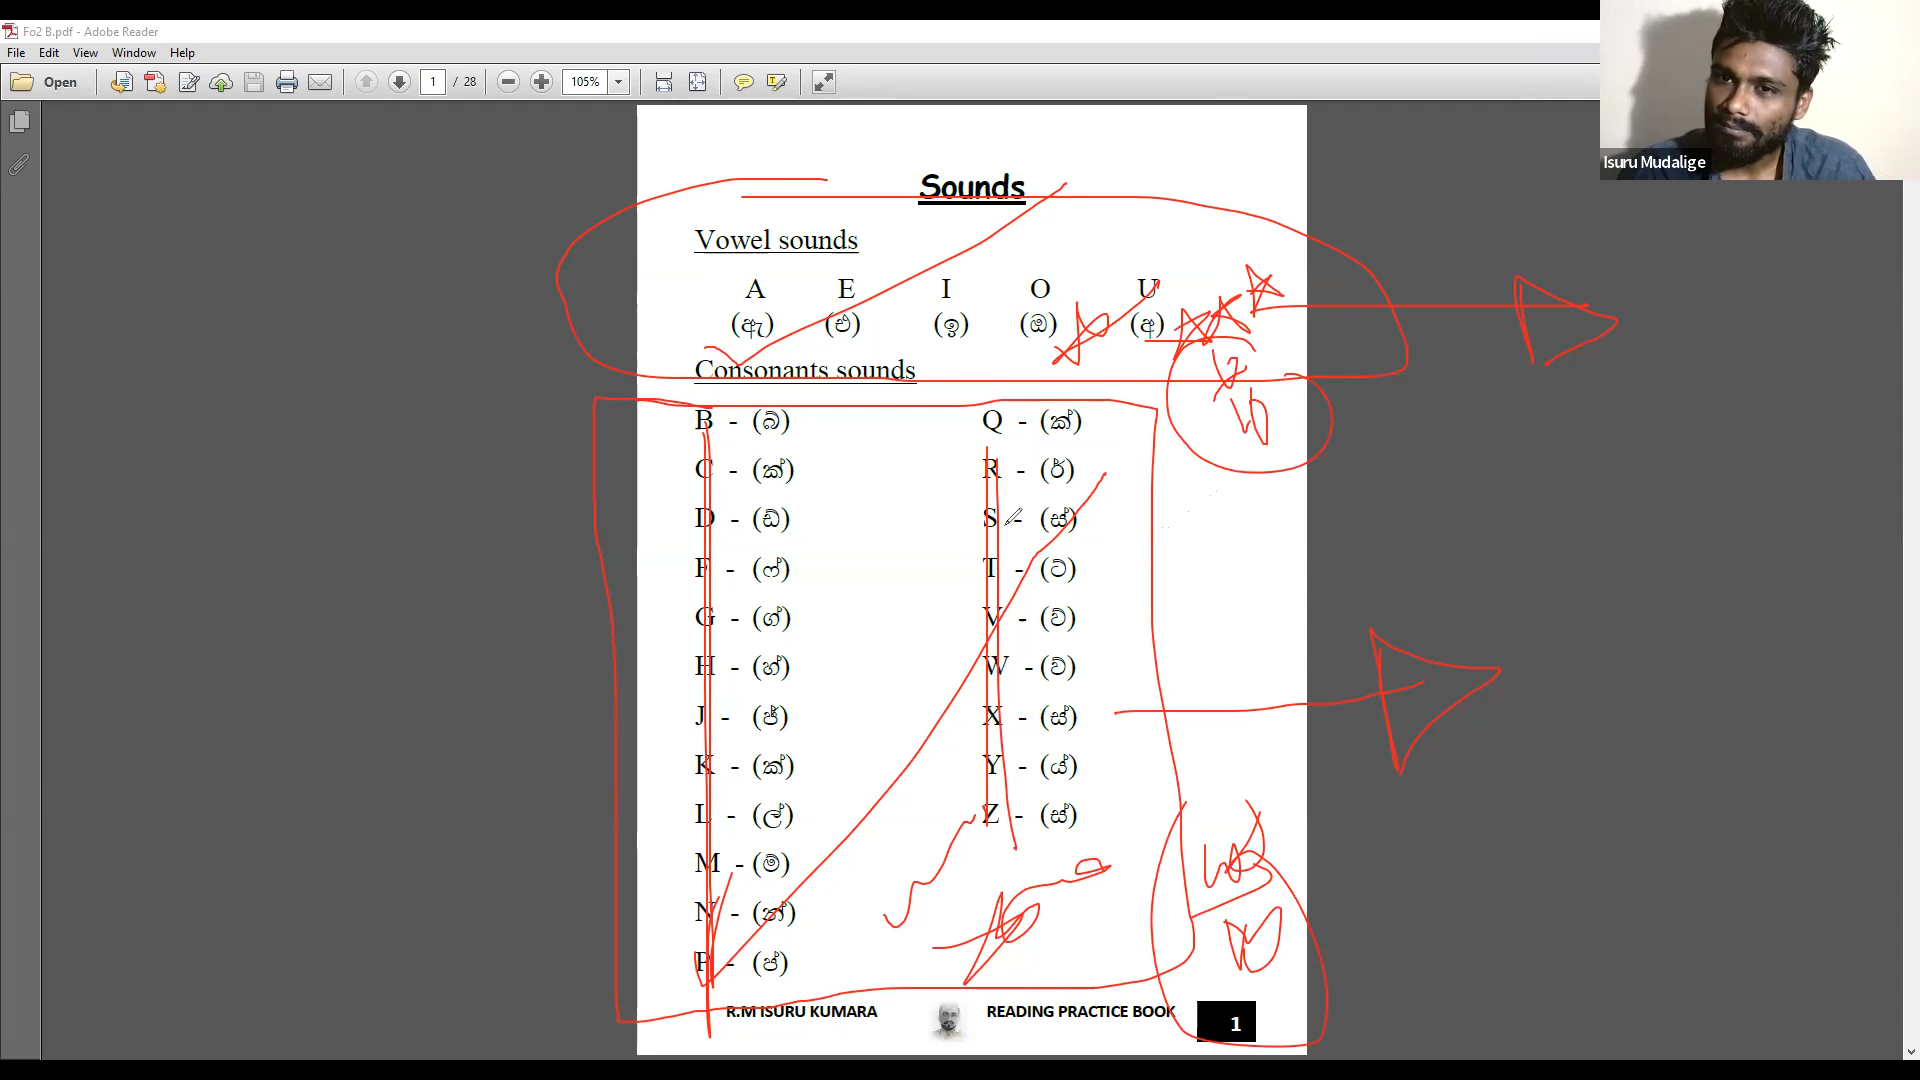 Fo2 B.pdf - Adobe Reader
File Edit View Window Help
Open 1 / 28 105%
Isuru Mudalige
Sounds
Vowel sounds
A E I O U
(ඇ) (එ) (ඉ) (ඔ) (අ)
Consonants sounds
B - (බ්) Q - (ක්)
C - (ක්) R - (ර්)
D - (ඩ්) S - (ස්)
F - (ෆ්) T - (ට්)
G - (ග්) V - (ව්)
H - (හ්) W - (ව්)
J - (ජ්) X - (ස්)
K - (ක්) Y - (ය්)
L - (ල්) Z - (ස්)
M - (ම්)
N - (න්)
P - (ප්)
R.M ISURU KUMARA READING PRACTICE BOOK 1